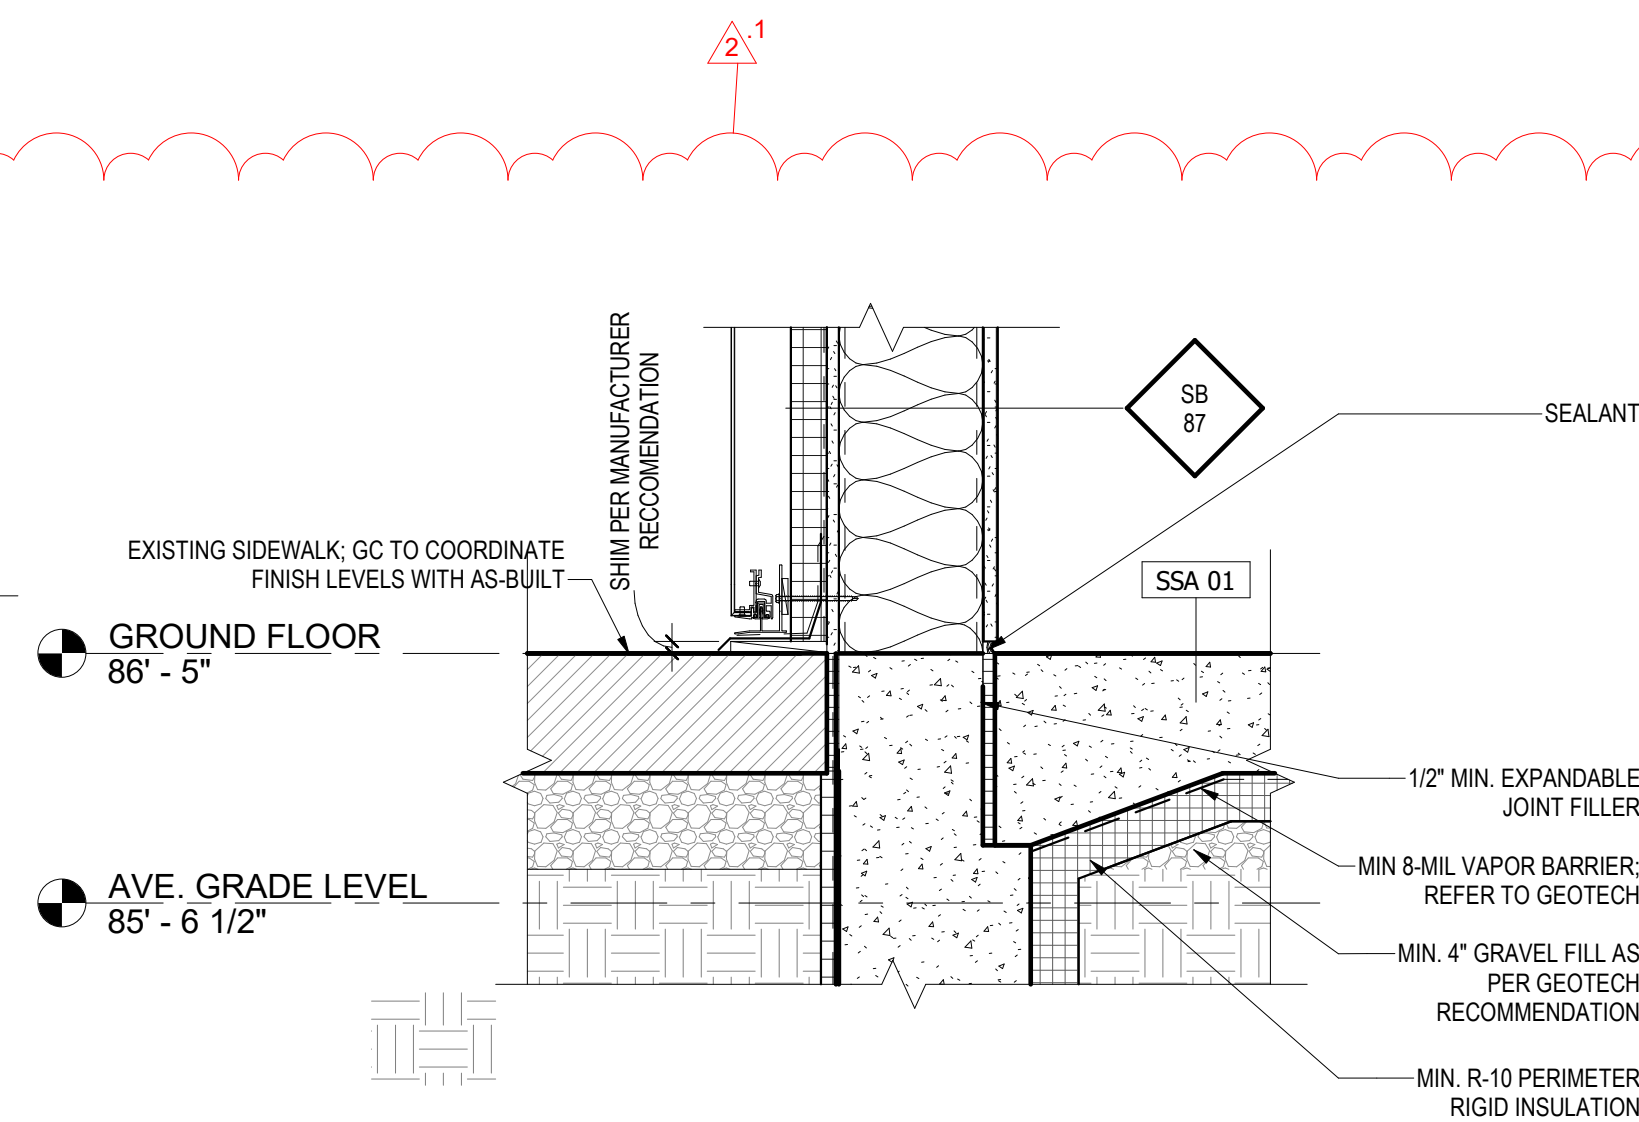 2
.1
SHIM PER MANUFACTURER
RECCOMENDATION
SB
87
SEALANT
EXISTING SIDEWALK; GC TO COORDINATE
FINISH LEVELS WITH AS-BUILT
SSA 01
GROUND FLOOR
86' - 5"
1/2" MIN. EXPANDABLE
JOINT FILLER
MIN 8-MIL VAPOR BARRIER;
REFER TO GEOTECH
AVE. GRADE LEVEL
85' - 6 1/2"
MIN. 4" GRAVEL FILL AS
PER GEOTECH
RECOMMENDATION
MIN. R-10 PERIMETER
RIGID INSULATION